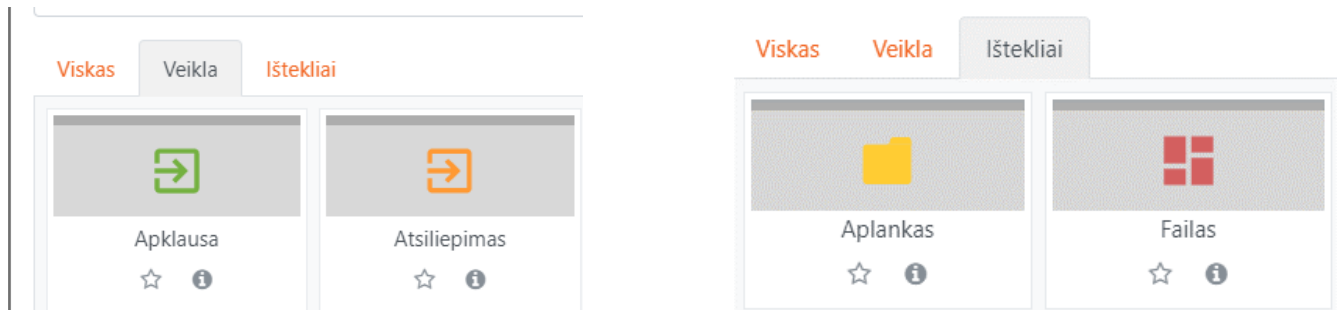 Viskas Veikla Ištekliai
Apklausa Atsiliepimas
Viskas Veikla Ištekliai
Aplankas Failas